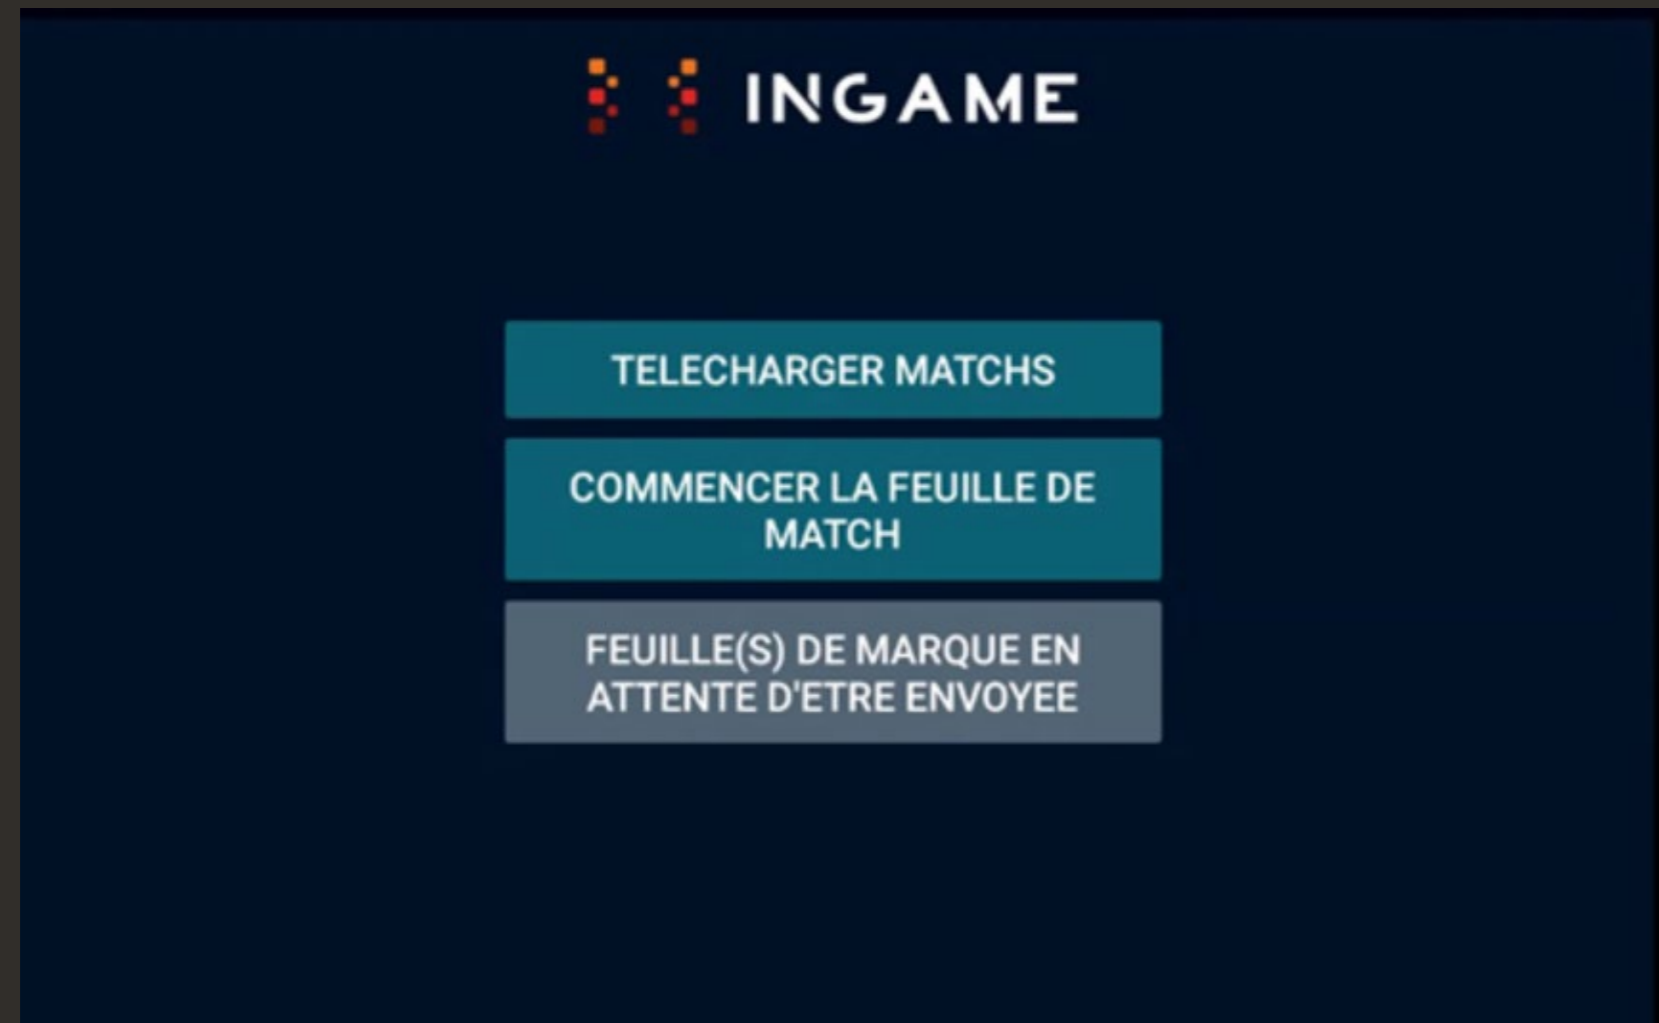 INGAME
TELECHARGER MATCHS
COMMENCER LA FEUILLE DE
MATCH
FEUILLE(S) DE MARQUE EN
ATTENTE D'ETRE ENVOYEE